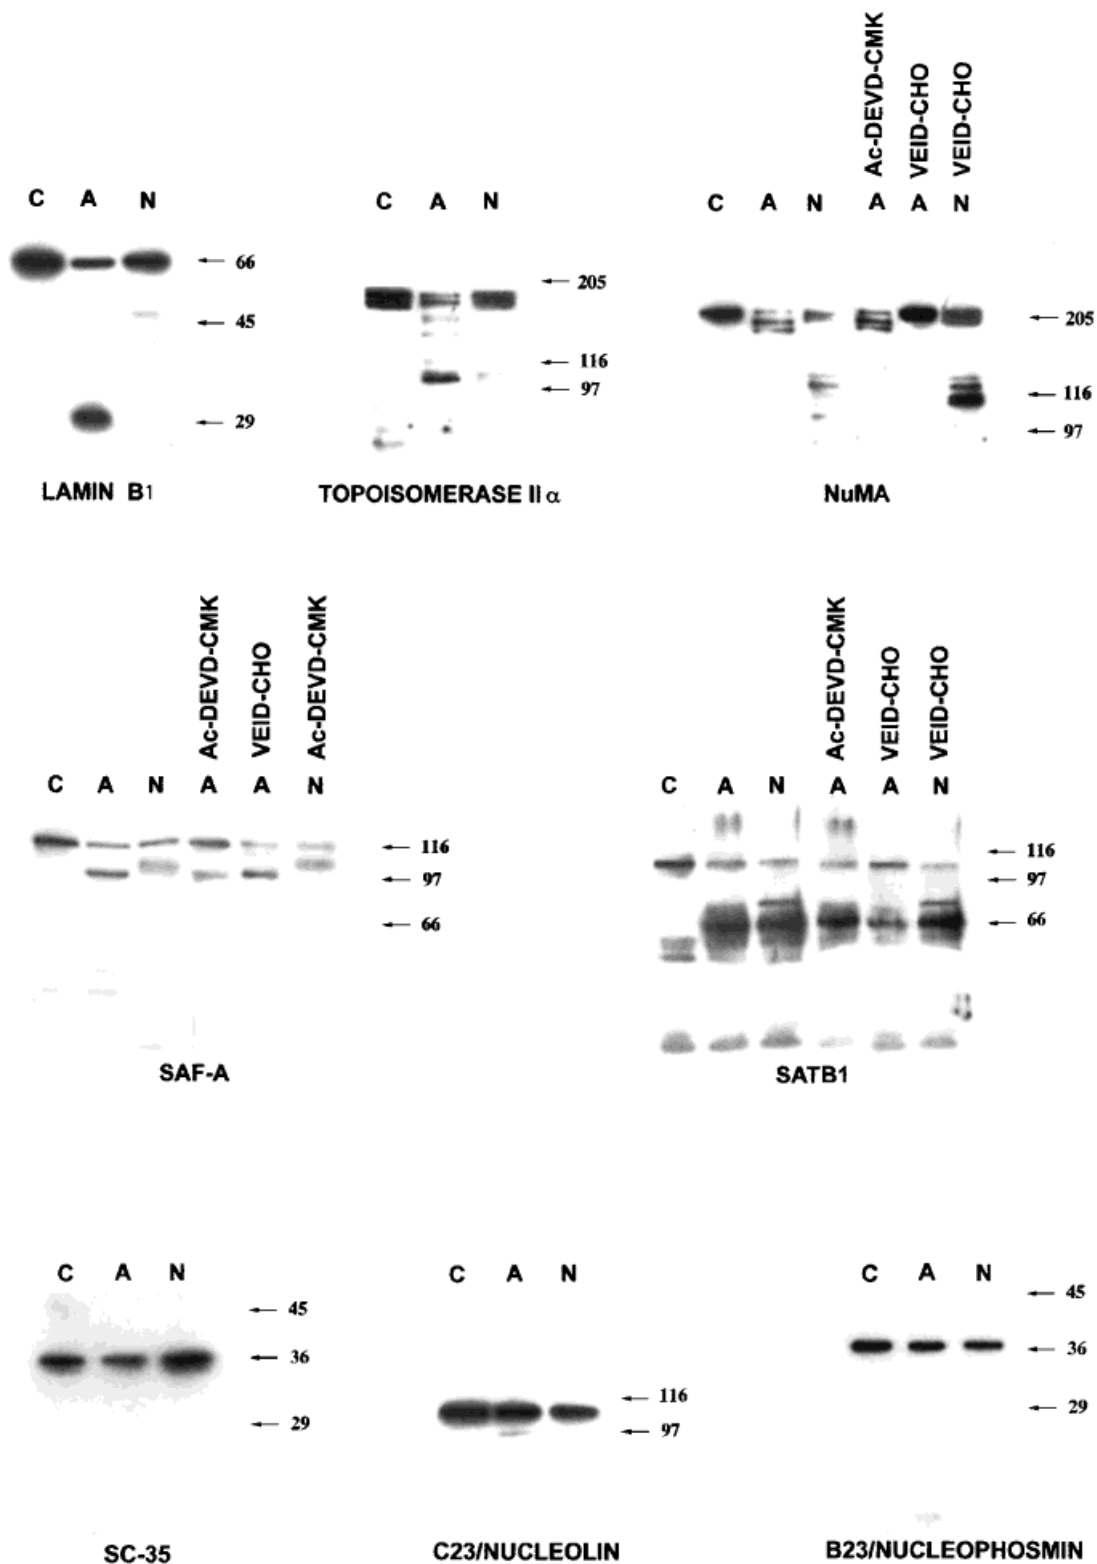 Ac-DEVD-CMK VEID-CHO VEID-CHO
C A N
C A N
C A N A A N
66
45
29
205
116
97
205
116
97
LAMIN B1
TOPOISOMERASE II α
NuMA
Ac-DEVD-CMK VEID-CHO Ac-DEVD-CMK
C A N A A N
116
97
66
SAF-A
Ac-DEVD-CMK VEID-CHO VEID-CHO
C A N A A N
116
97
66
SATB1
C A N
45
36
29
SC-35
C A N
116
97
C23/NUCLEOLIN
C A N
45
36
29
B23/NUCLEOPHOSMIN